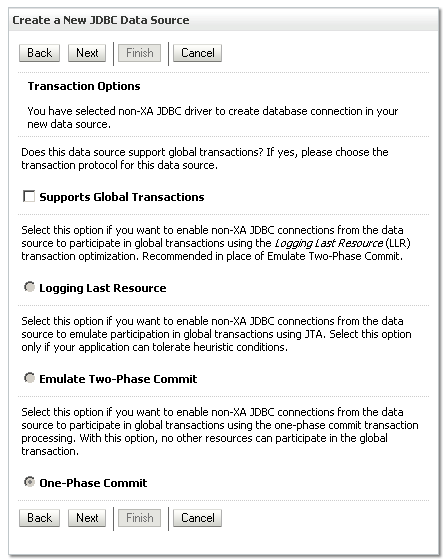 Create a New JDBC Data Source
Back Next Finish Cancel
Transaction Options
You have selected non-XA JDBC driver to create database connection in your
new data source.
Does this data source support global transactions? If yes, please choose the
transaction protocol for this data source.
Supports Global Transactions
Select this option if you want to enable non-XA JDBC connections from the data
source to participate in global transactions using the Logging Last Resource (LLR)
transaction optimization. Recommended in place of Emulate Two-Phase Commit.
Logging Last Resource
Select this option if you want to enable non-XA JDBC connections from the data
source to emulate participation in global transactions using JTA. Select this option
only if your application can tolerate heuristic conditions.
Emulate Two-Phase Commit
Select this option if you want to enable non-XA JDBC connections from the data
source to participate in global transactions using the one-phase commit transaction
processing. With this option, no other resources can participate in the global
transaction.
One-Phase Commit
Back Next Finish Cancel